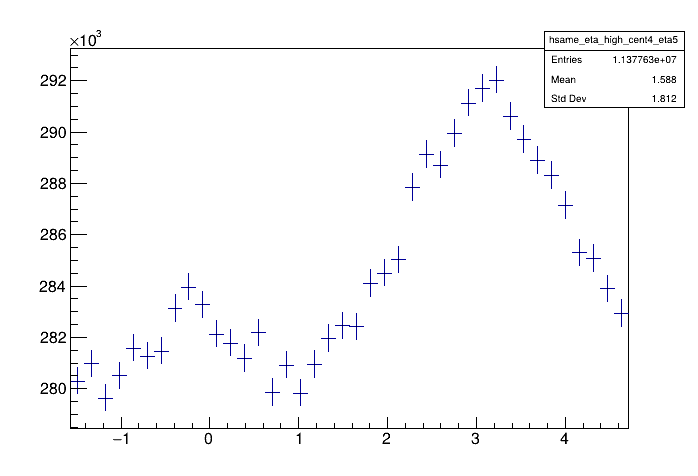 ×10³
hsame_eta_high_cent4_eta5
Entries 1.137763e+07
Mean 1.588
Std Dev 1.812
292
290
288
286
284
282
280
−1 0 1 2 3 4